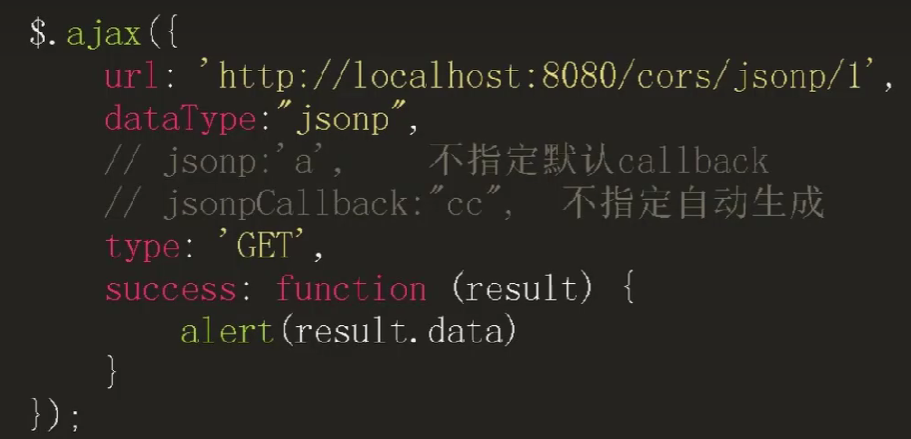 $.ajax({
    url: 'http://localhost:8080/cors/jsonp/1',
    dataType:"jsonp",
    // jsonp:'a',    不指定默认callback
    // jsonpCallback:"cc",  不指定自动生成
    type: 'GET',
    success: function (result) {
        alert(result.data)
    }
});